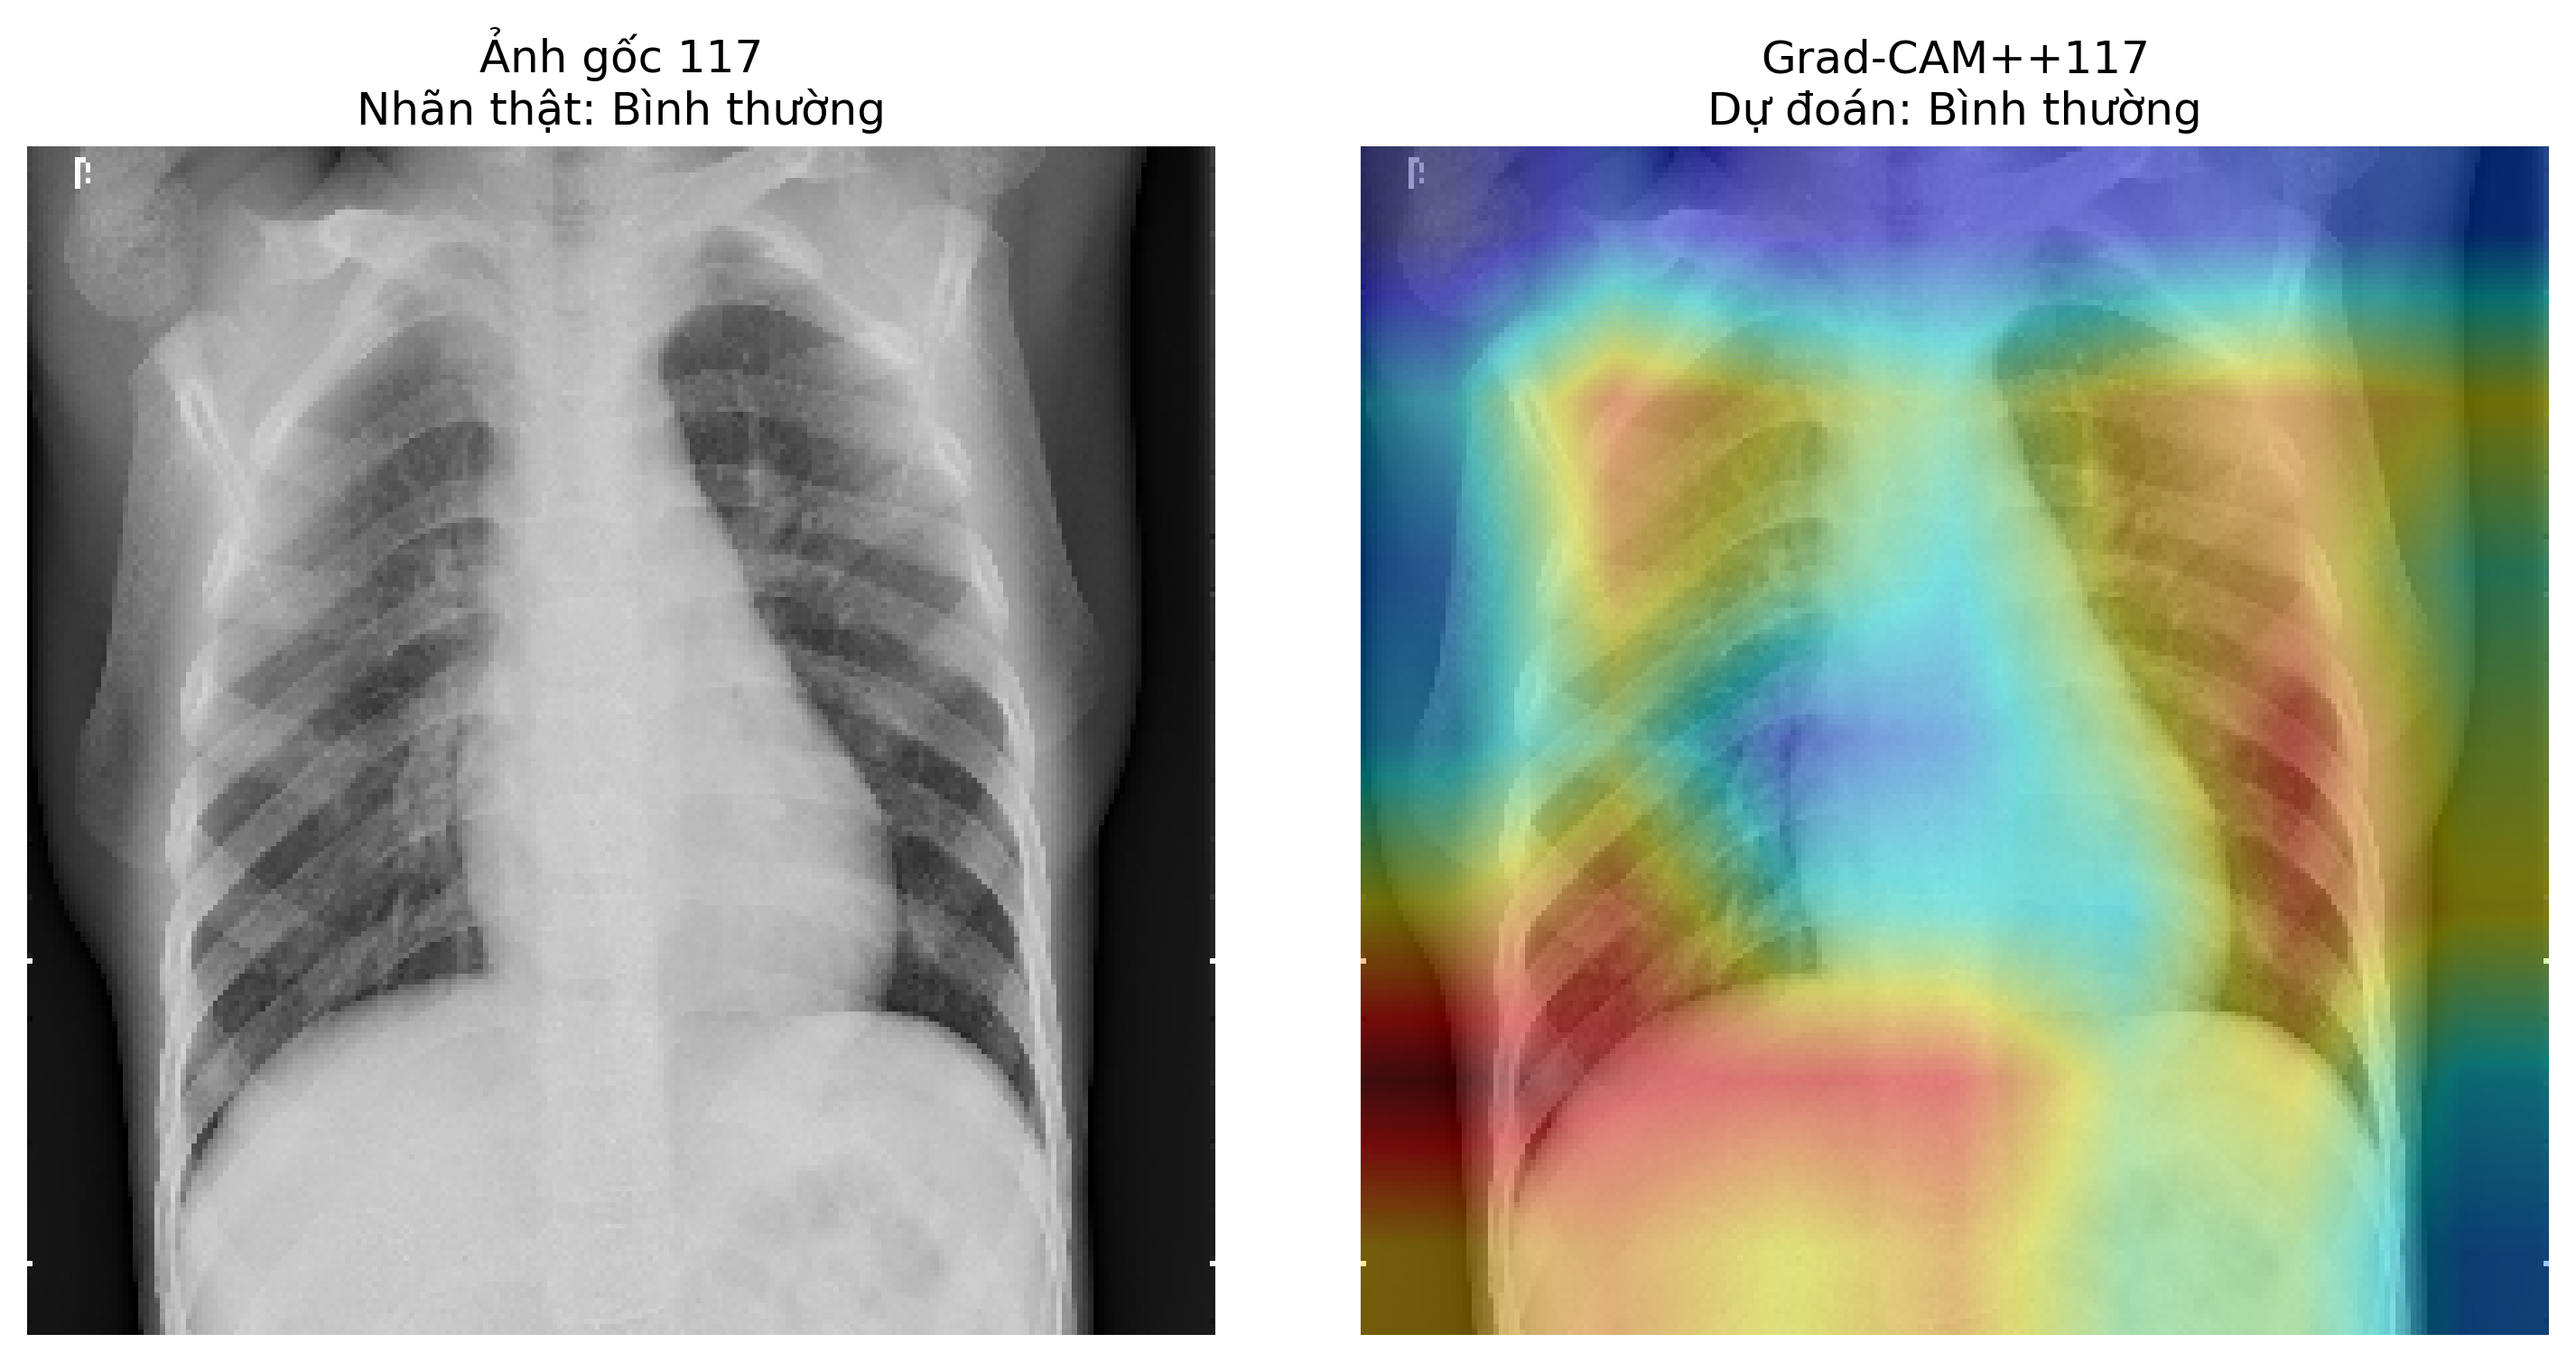 Ảnh gốc 117
Nhãn thật: Bình thường
Grad-CAM++117
Dự đoán: Bình thường